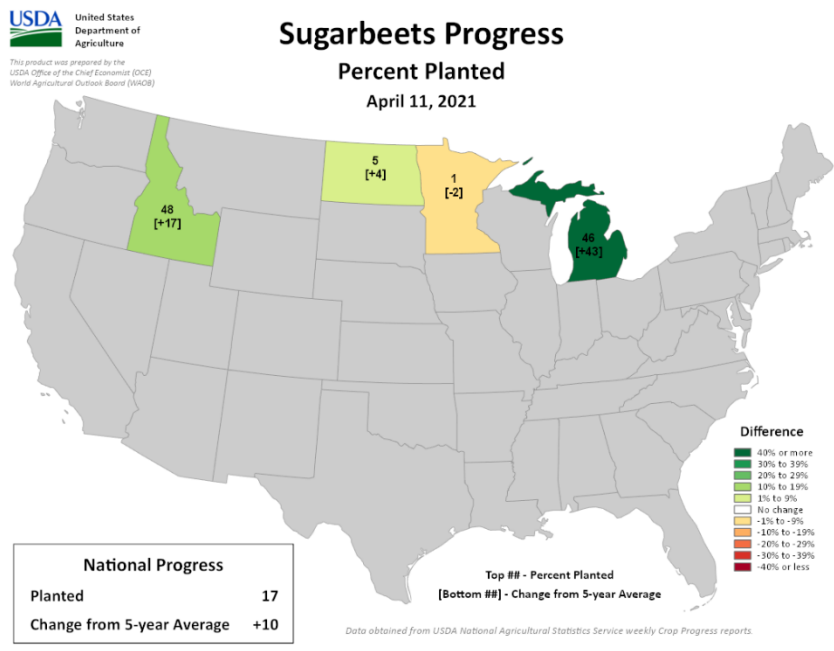 USDA
United States
Department of
Agriculture
This product was prepared by the
USDA Office of the Chief Economist (OCE)
World Agricultural Outlook Board (WAOB)
Sugarbeets Progress
Percent Planted
April 11, 2021
5
[+4]
1
[-2]
48
[+17]
46
[+43]
Difference
40% or more
30% to 39%
20% to 29%
10% to 19%
1% to 9%
No change
-1% to -9%
-10% to -19%
-20% to -29%
-30% to -39%
-40% or less
National Progress
Planted 17
Change from 5-year Average +10
Top ## - Percent Planted
[Bottom ##] - Change from 5-year Average
Data obtained from USDA National Agricultural Statistics Service weekly Crop Progress reports.